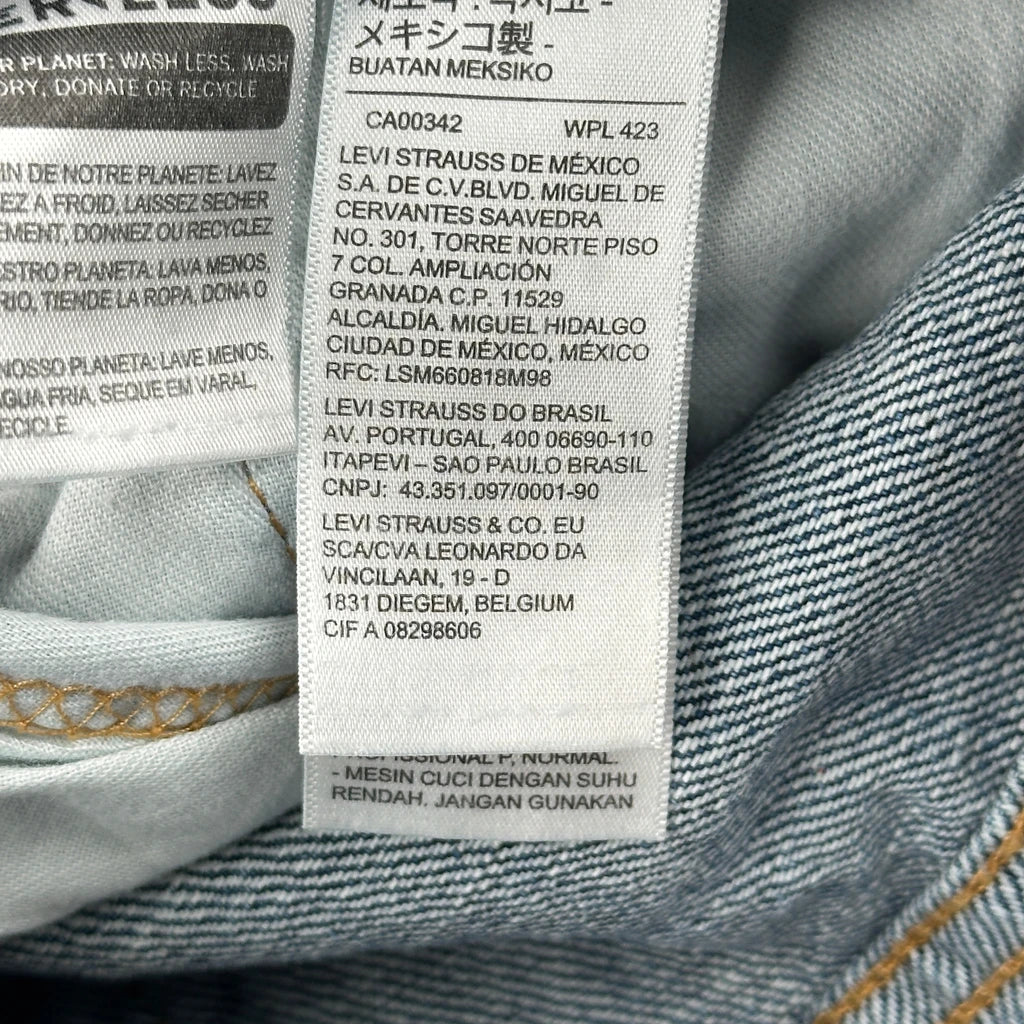 R PLANET: WASH LESS, WASH
DRY, DONATE OR RECYCLE
IN DE NOTRE PLANETE: LAVEZ
EZ A FROID, LAISSEZ SECHER
EMENT, DONNEZ OU RECYCLEZ
STRO PLANETA: LAVA MENOS,
RIO, TIENDE LA ROPA, DONA O
NOSSO PLANETA: LAVE MENOS,
GUA FRIA, SEQUE EM VARAL,
ECICLE.
メキシコ製 -
BUATAN MEKSIKO
CA00342 WPL 423
LEVI STRAUSS DE MÉXICO
S.A. DE C.V.BLVD. MIGUEL DE
CERVANTES SAAVEDRA
NO. 301, TORRE NORTE PISO
7 COL. AMPLIACIÓN
GRANADA C.P. 11529
ALCALDÍA. MIGUEL HIDALGO
CIUDAD DE MÉXICO, MÉXICO
RFC: LSM660818M98
LEVI STRAUSS DO BRASIL
AV. PORTUGAL, 400 06690-110
ITAPEVI – SAO PAULO BRASIL
CNPJ: 43.351.097/0001-90
LEVI STRAUSS & CO. EU
SCA/CVA LEONARDO DA
VINCILAAN, 19 - D
1831 DIEGEM, BELGIUM
CIF A 08298606
P, NORMAL.
- MESIN CUCI DENGAN SUHU
RENDAH. JANGAN GUNAKAN